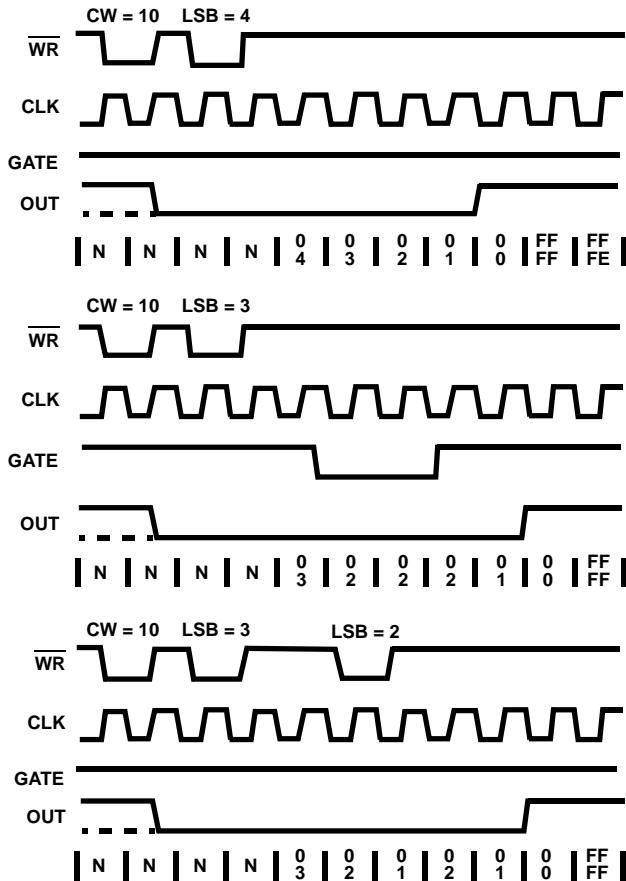 CW = 10 LSB = 4
WR
CLK
GATE
OUT
N N N N 0 0 0 0 0 FF FF
4 3 2 1 0 FF FE
CW = 10 LSB = 3
WR
CLK
GATE
OUT
N N N N 0 0 0 0 0 0 FF
3 2 2 2 1 0 FF
CW = 10 LSB = 3 LSB = 2
WR
CLK
GATE
OUT
N N N N 0 0 0 0 0 0 FF
3 2 1 2 1 0 FF